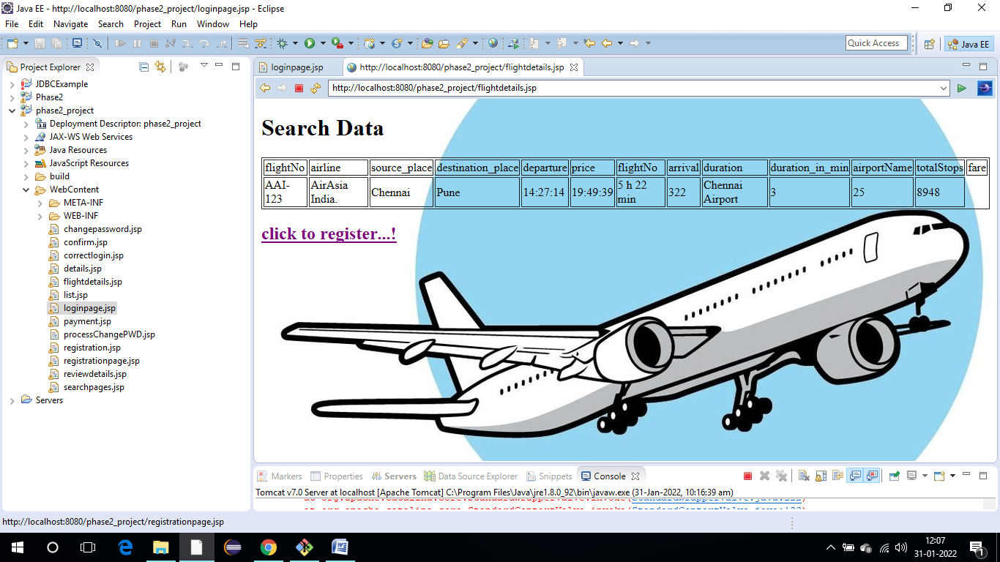 Java EE - http://localhost:8080/phase2_project/loginpage.jsp - Eclipse
File Edit Navigate Search Project Run Window Help
Quick Access
Java EE
Project Explorer
JDBCExample
Phase2
phase2_project
Deployment Descriptor: phase2_project
JAX-WS Web Services
Java Resources
JavaScript Resources
build
WebContent
META-INF
WEB-INF
changepassword.jsp
confirm.jsp
correctlogin.jsp
details.jsp
flightdetails.jsp
list.jsp
loginpage.jsp
payment.jsp
processChangePWD.jsp
registration.jsp
registrationpage.jsp
reviewdetails.jsp
searchpages.jsp
Servers
loginpage.jsp
http://localhost:8080/phase2_project/flightdetails.jsp
http://localhost:8080/phase2_project/flightdetails.jsp
Search Data
flightNo airline source_place destination_place departure price flightNo arrival duration duration_in_min airportName totalStops fare
AAI-123 AirAsia India. Chennai Pune 14:27:14 19:49:39 5 h 22 min 322 Chennai Airport 3 25 8948
click to register...!
Markers Properties Servers Data Source Explorer Snippets Console
Tomcat v7.0 Server at localhost [Apache Tomcat] C:\Program Files\Java\jre1.8.0_92\bin\javaw.exe (31-Jan-2022, 10:16:39 am)
http://localhost:8080/phase2_project/registrationpage.jsp
12:07
31-01-2022
1